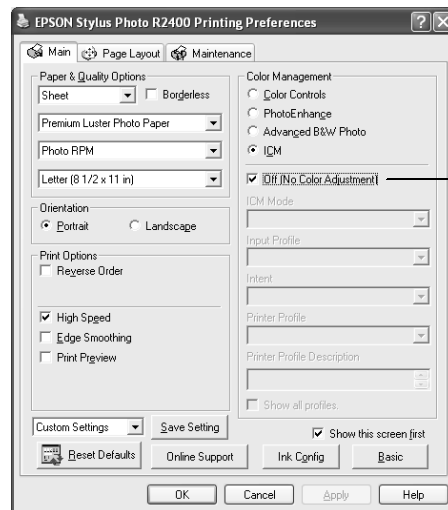 EPSON Stylus Photo R2400 Printing Preferences
Main
Page Layout
Maintenance
Paper & Quality Options
Sheet
Borderless
Premium Luster Photo Paper
Photo RPM
Letter (8 1/2 x 11 in)
Orientation
Portrait
Landscape
Print Options
Reverse Order
High Speed
Edge Smoothing
Print Preview
Custom Settings
Save Setting
Reset Defaults
Color Management
Color Controls
PhotoEnhance
Advanced B&W Photo
ICM
Off (No Color Adjustment)
ICM Mode
Input Profile
Intent
Printer Profile
Printer Profile Description
Show all profiles.
Show this screen first
Online Support
Ink Config
Basic
OK
Cancel
Apply
Help